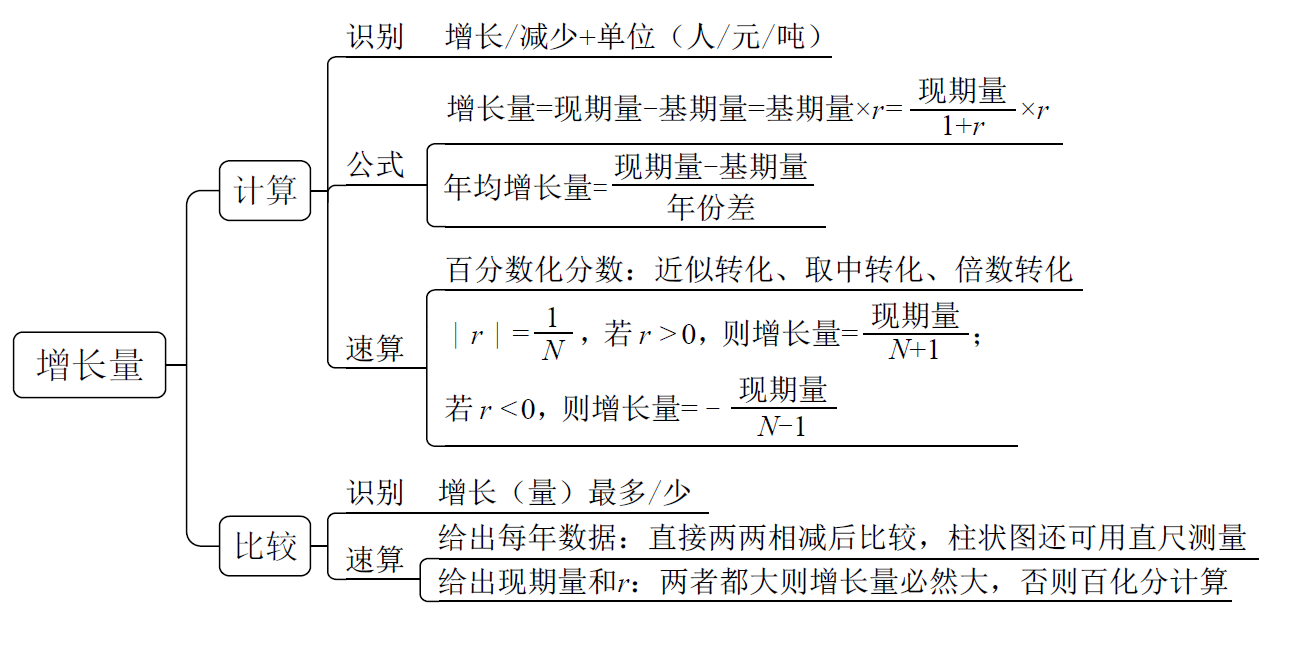 增长量
计算
识别 增长/减少+单位（人/元/吨）
公式
增长量=现期量-基期量=基期量×r=现期量/(1+r)×r
年均增长量=(现期量-基期量)/年份差
速算
百分数化分数：近似转化、取中转化、倍数转化
|r|=1/N，若r>0，则增长量=现期量/(N+1)；
若r<0，则增长量=-现期量/(N-1)
比较
识别 增长（量）最多/少
速算
给出每年数据：直接两两相减后比较，柱状图还可用直尺测量
给出现期量和r：两者都大则增长量必然大，否则百化分计算